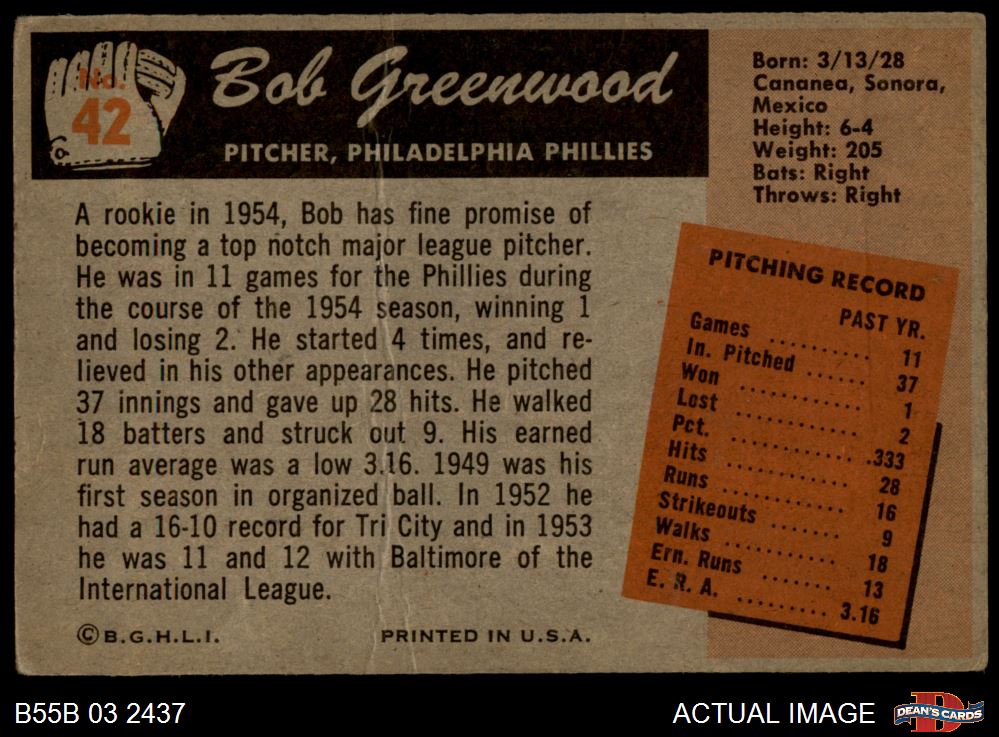 No.
42
Bob Greenwood
PITCHER, PHILADELPHIA PHILLIES
Born: 3/13/28
Cananea, Sonora,
Mexico
Height: 6-4
Weight: 205
Bats: Right
Throws: Right
A rookie in 1954, Bob has fine promise of
becoming a top notch major league pitcher.
He was in 11 games for the Phillies during
the course of the 1954 season, winning 1
and losing 2. He started 4 times, and re-
lieved in his other appearances. He pitched
37 innings and gave up 28 hits. He walked
18 batters and struck out 9. His earned
run average was a low 3.16. 1949 was his
first season in organized ball. In 1952 he
had a 16-10 record for Tri City and in 1953
he was 11 and 12 with Baltimore of the
International League.
©B.G.H.L.I. PRINTED IN U.S.A.
PITCHING RECORD
PAST YR.
Games .......... 11
In. Pitched ...... 37
Won ............ 1
Lost ............ 2
Pct. ............ .333
Hits ............ 28
Runs ............ 16
Strikeouts ...... 9
Walks .......... 18
Ern. Runs ....... 13
E. R. A. ......... 3.16
B55B 03 2437
ACTUAL IMAGE
D
DEAN'S CARDS